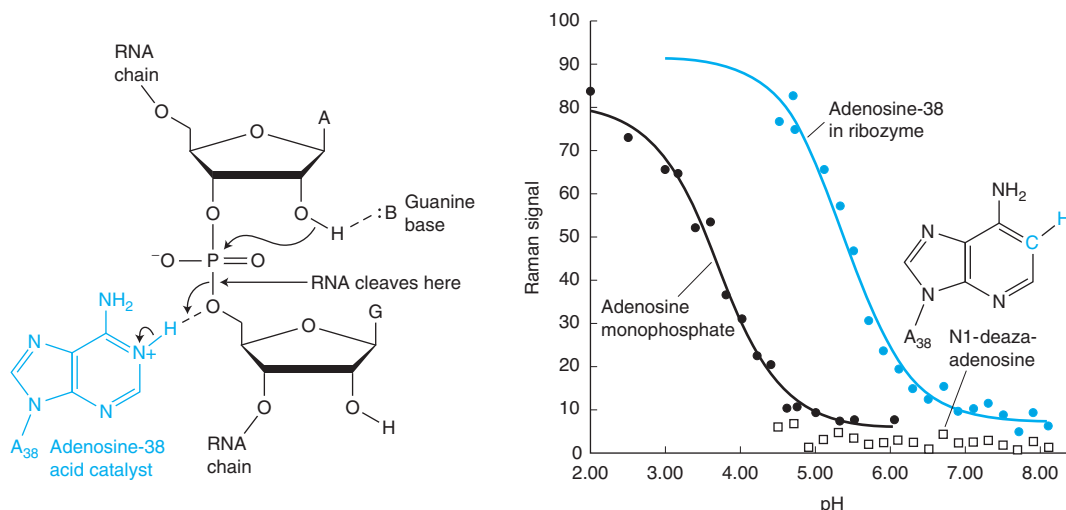 RNA
chain
O
O
A
O
O
H
:B
Guanine
base
⁻O
P
O
RNA cleaves here
O
NH₂
H
N
N+
N
N
A₃₈
Adenosine-38
acid catalyst
O
G
O
O
H
RNA
chain
100
90
80
70
60
50
40
30
20
10
0
2.00
3.00
4.00
5.00
6.00
7.00
8.00
pH
Raman signal
Adenosine-38
in ribozyme
Adenosine
monophosphate
NH₂
H
C
N
N
N
A₃₈
N1-deaza-
adenosine